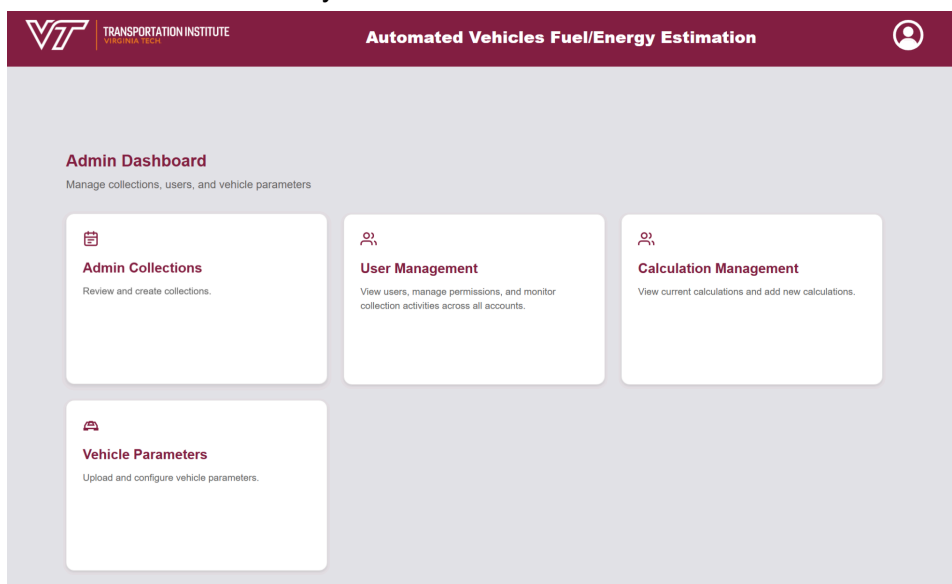 VT
TRANSPORTATION INSTITUTE
VIRGINIA TECH
Automated Vehicles Fuel/Energy Estimation
Admin Dashboard
Manage collections, users, and vehicle parameters
Admin Collections
Review and create collections.
User Management
View users, manage permissions, and monitor
collection activities across all accounts.
Calculation Management
View current calculations and add new calculations.
Vehicle Parameters
Upload and configure vehicle parameters.